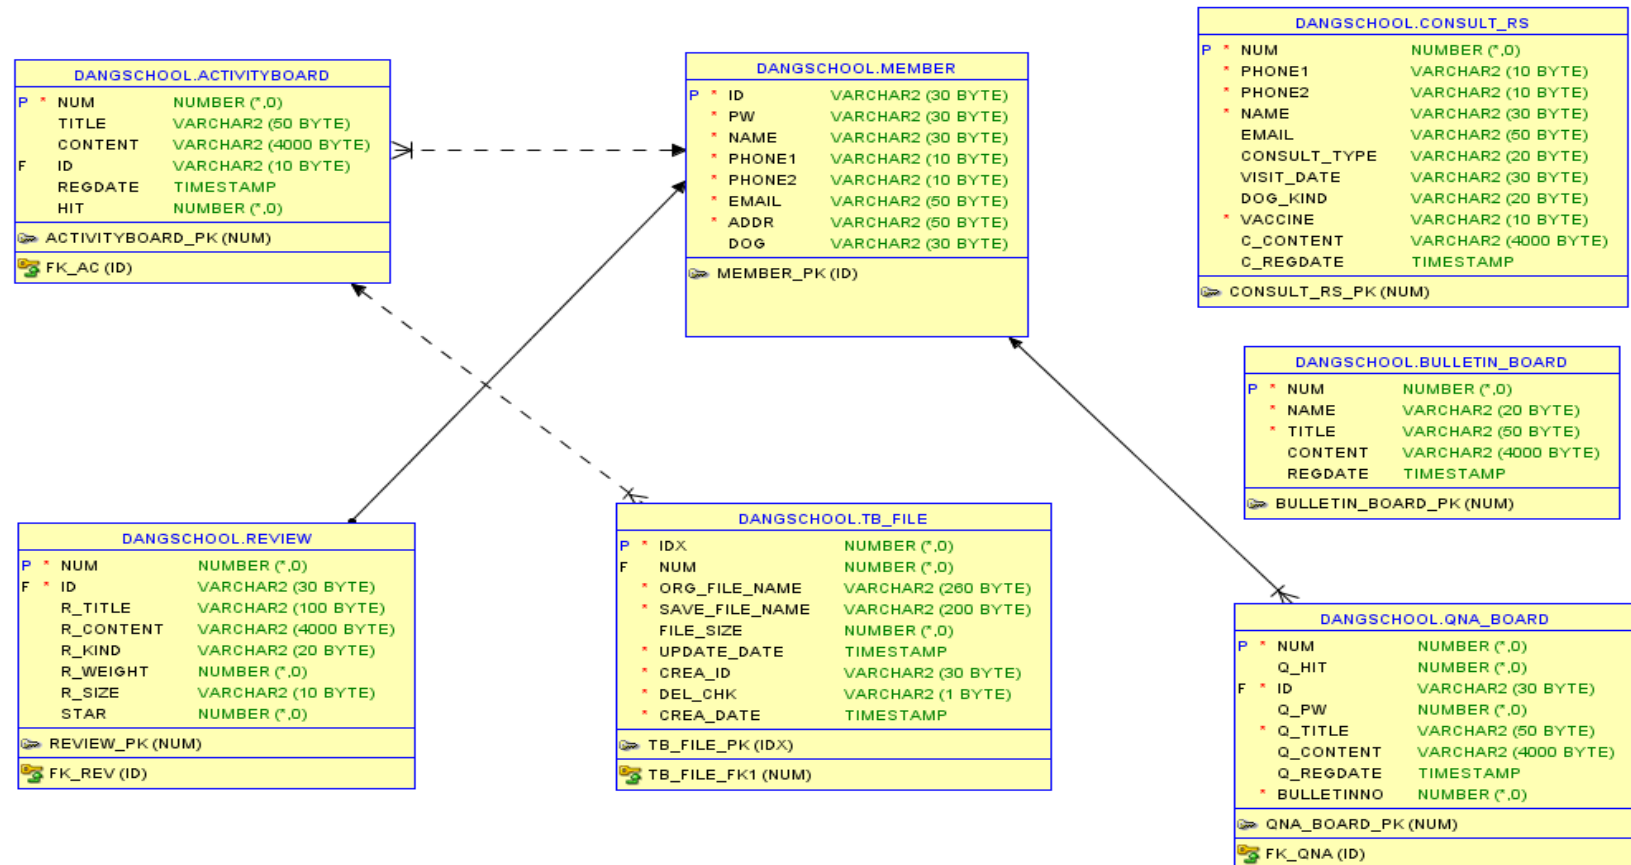 DANGSCHOOL.ACTIVITYBOARD
P * NUM NUMBER (*,0)
TITLE VARCHAR2 (50 BYTE)
CONTENT VARCHAR2 (4000 BYTE)
F ID VARCHAR2 (10 BYTE)
REGDATE TIMESTAMP
HIT NUMBER (*,0)
ACTIVITYBOARD_PK (NUM)
FK_AC (ID)
DANGSCHOOL.MEMBER
P * ID VARCHAR2 (30 BYTE)
* PW VARCHAR2 (30 BYTE)
* NAME VARCHAR2 (30 BYTE)
* PHONE1 VARCHAR2 (10 BYTE)
* PHONE2 VARCHAR2 (10 BYTE)
* EMAIL VARCHAR2 (50 BYTE)
* ADDR VARCHAR2 (50 BYTE)
DOG VARCHAR2 (30 BYTE)
MEMBER_PK (ID)
DANGSCHOOL.CONSULT_RS
P * NUM NUMBER (*,0)
* PHONE1 VARCHAR2 (10 BYTE)
* PHONE2 VARCHAR2 (10 BYTE)
* NAME VARCHAR2 (30 BYTE)
EMAIL VARCHAR2 (50 BYTE)
CONSULT_TYPE VARCHAR2 (20 BYTE)
VISIT_DATE VARCHAR2 (30 BYTE)
DOG_KIND VARCHAR2 (20 BYTE)
* VACCINE VARCHAR2 (10 BYTE)
C_CONTENT VARCHAR2 (4000 BYTE)
C_REGDATE TIMESTAMP
CONSULT_RS_PK (NUM)
DANGSCHOOL.BULLETIN_BOARD
P * NUM NUMBER (*,0)
* NAME VARCHAR2 (20 BYTE)
* TITLE VARCHAR2 (50 BYTE)
CONTENT VARCHAR2 (4000 BYTE)
REGDATE TIMESTAMP
BULLETIN_BOARD_PK (NUM)
DANGSCHOOL.REVIEW
P * NUM NUMBER (*,0)
F * ID VARCHAR2 (30 BYTE)
R_TITLE VARCHAR2 (100 BYTE)
R_CONTENT VARCHAR2 (4000 BYTE)
R_KIND VARCHAR2 (20 BYTE)
R_WEIGHT NUMBER (*,0)
R_SIZE VARCHAR2 (10 BYTE)
STAR NUMBER (*,0)
REVIEW_PK (NUM)
FK_REV (ID)
DANGSCHOOL.TB_FILE
P * IDX NUMBER (*,0)
F NUM NUMBER (*,0)
* ORG_FILE_NAME VARCHAR2 (260 BYTE)
* SAVE_FILE_NAME VARCHAR2 (200 BYTE)
FILE_SIZE NUMBER (*,0)
* UPDATE_DATE TIMESTAMP
* CREA_ID VARCHAR2 (30 BYTE)
* DEL_CHK VARCHAR2 (1 BYTE)
* CREA_DATE TIMESTAMP
TB_FILE_PK (IDX)
TB_FILE_FK1 (NUM)
DANGSCHOOL.QNA_BOARD
P * NUM NUMBER (*,0)
Q_HIT NUMBER (*,0)
F * ID VARCHAR2 (30 BYTE)
Q_PW NUMBER (*,0)
* Q_TITLE VARCHAR2 (50 BYTE)
Q_CONTENT VARCHAR2 (4000 BYTE)
Q_REGDATE TIMESTAMP
* BULLETINNO NUMBER (*,0)
QNA_BOARD_PK (NUM)
FK_QNA (ID)